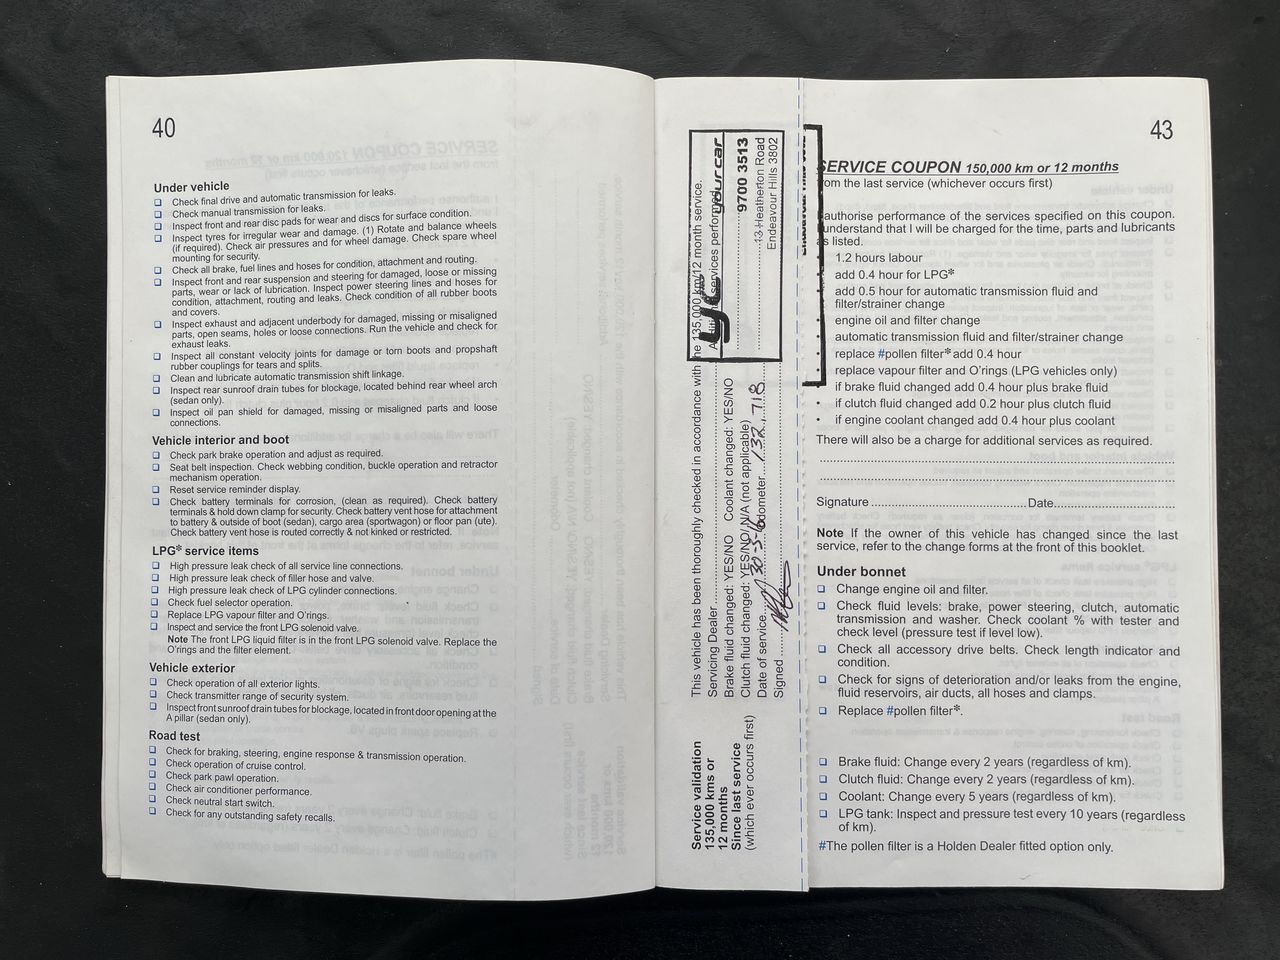 40
Under vehicle
Check final drive and automatic transmission for leaks.
Check manual transmission for leaks.
Inspect front and rear disc pads for wear and discs for surface condition.
Inspect tyres for irregular wear and damage. (1) Rotate and balance wheels
(if required). Check air pressures and for wheel damage. Check spare wheel
mounting for security.
Check all brake, fuel lines and hoses for condition, attachment and routing.
Inspect front and rear suspension and steering for damaged, loose or missing
parts, wear or lack of lubrication. Inspect power steering lines and hoses for
condition, attachment, routing and leaks. Check condition of all rubber boots
and covers.
Inspect exhaust and adjacent underbody for damaged, missing or misaligned
parts, open seams, holes or loose connections. Run the vehicle and check for
exhaust leaks.
Inspect all constant velocity joints for damage or torn boots and propshaft
rubber couplings for tears and splits.
Clean and lubricate automatic transmission shift linkage.
Inspect rear sunroof drain tubes for blockage, located behind rear wheel arch
(sedan only).
Inspect oil pan shield for damaged, missing or misaligned parts and loose
connections.
Vehicle interior and boot
Check park brake operation and adjust as required.
Seat belt inspection. Check webbing condition, buckle operation and retractor
mechanism operation.
Reset service reminder display.
Check battery terminals for corrosion, (clean as required). Check battery
terminals & hold down clamp for security. Check battery vent hose for attachment
to battery & outside of boot (sedan), cargo area (sportwagon) or floor pan (ute).
Check battery vent hose is routed correctly & not kinked or restricted.
LPG* service items
High pressure leak check of all service line connections.
High pressure leak check of filler hose and valve.
High pressure leak check of LPG cylinder connections.
Check fuel selector operation.
Replace LPG vapour filter and O'rings.
Inspect and service the front LPG solenoid valve.
Note The front LPG liquid filter is in the front LPG solenoid valve. Replace the
O'rings and the filter element.
Vehicle exterior
Check operation of all exterior lights.
Check transmitter range of security system.
Inspect front sunroof drain tubes for blockage, located in front door opening at the
A pillar (sedan only).
Road test
Check for braking, steering, engine response & transmission operation.
Check operation of cruise control.
Check park pawl operation.
Check air conditioner performance.
Check neutral start switch.
Check for any outstanding safety recalls.
Service validation
135,000 kms or
12 months
Since last service
(which ever occurs first)
This vehicle has been thoroughly checked in accordance with he 135,000 km/12 month service.
Servicing Dealer services performed
Brake fluid changed: YES/NO Coolant changed: YES/NO
Clutch fluid changed: YES/NO, N/A (not applicable)
Date of service 30-5- Odometer 132,718
Signed
your car
9700 3513
13 Heatherton Road
Endeavour Hills 3802
43
SERVICE COUPON 150,000 km or 12 months
from the last service (whichever occurs first)
I authorise performance of the services specified on this coupon.
I understand that I will be charged for the time, parts and lubricants
as listed.
1.2 hours labour
add 0.4 hour for LPG*
add 0.5 hour for automatic transmission fluid and
filter/strainer change
engine oil and filter change
automatic transmission fluid and filter/strainer change
replace #pollen filter* add 0.4 hour
replace vapour filter and O'rings (LPG vehicles only)
if brake fluid changed add 0.4 hour plus brake fluid
if clutch fluid changed add 0.2 hour plus clutch fluid
if engine coolant changed add 0.4 hour plus coolant
There will also be a charge for additional services as required.
Signature Date
Note If the owner of this vehicle has changed since the last
service, refer to the change forms at the front of this booklet.
Under bonnet
Change engine oil and filter.
Check fluid levels: brake, power steering, clutch, automatic
transmission and washer. Check coolant % with tester and
check level (pressure test if level low).
Check all accessory drive belts. Check length indicator and
condition.
Check for signs of deterioration and/or leaks from the engine,
fluid reservoirs, air ducts, all hoses and clamps.
Replace #pollen filter*.
Brake fluid: Change every 2 years (regardless of km).
Clutch fluid: Change every 2 years (regardless of km).
Coolant: Change every 5 years (regardless of km).
LPG tank: Inspect and pressure test every 10 years (regardless
of km).
#The pollen filter is a Holden Dealer fitted option only.